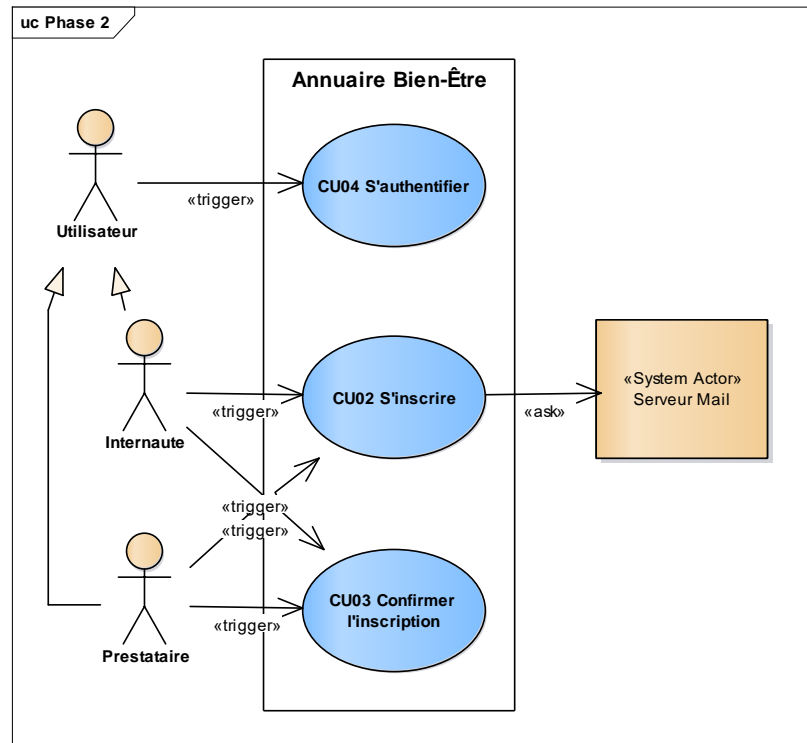 uc Phase 2
Annuaire Bien-Être
CU04 S'authentifier
«trigger»
Utilisateur
«System Actor»
Serveur Mail
CU02 S'inscrire
«trigger»
«ask»
Internaute
«trigger»
«trigger»
CU03 Confirmer
l'inscription
«trigger»
Prestataire